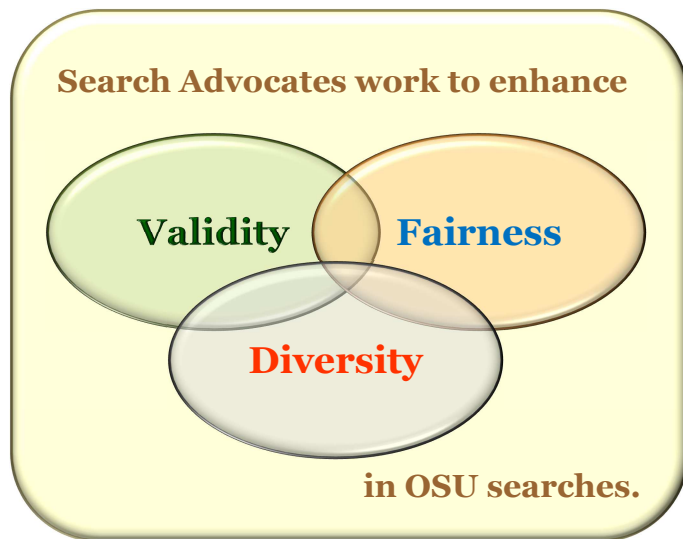 Search Advocates work to enhance
Validity Fairness
Diversity
in OSU searches.